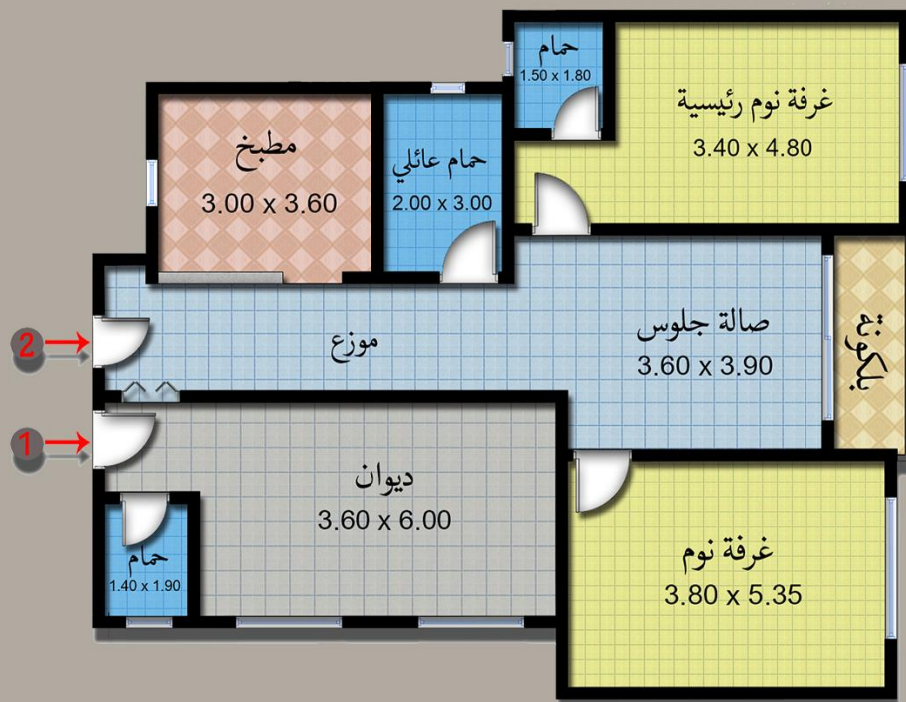 حمام
1.50 x 1.80
غرفة نوم رئيسية
3.40 x 4.80
مطبخ
3.00 x 3.60
حمام عائلي
2.00 x 3.00
صالة جلوس
3.60 x 3.90
بلكونة
موزع
2
1
ديوان
3.60 x 6.00
حمام
1.40 x 1.90
غرفة نوم
3.80 x 5.35